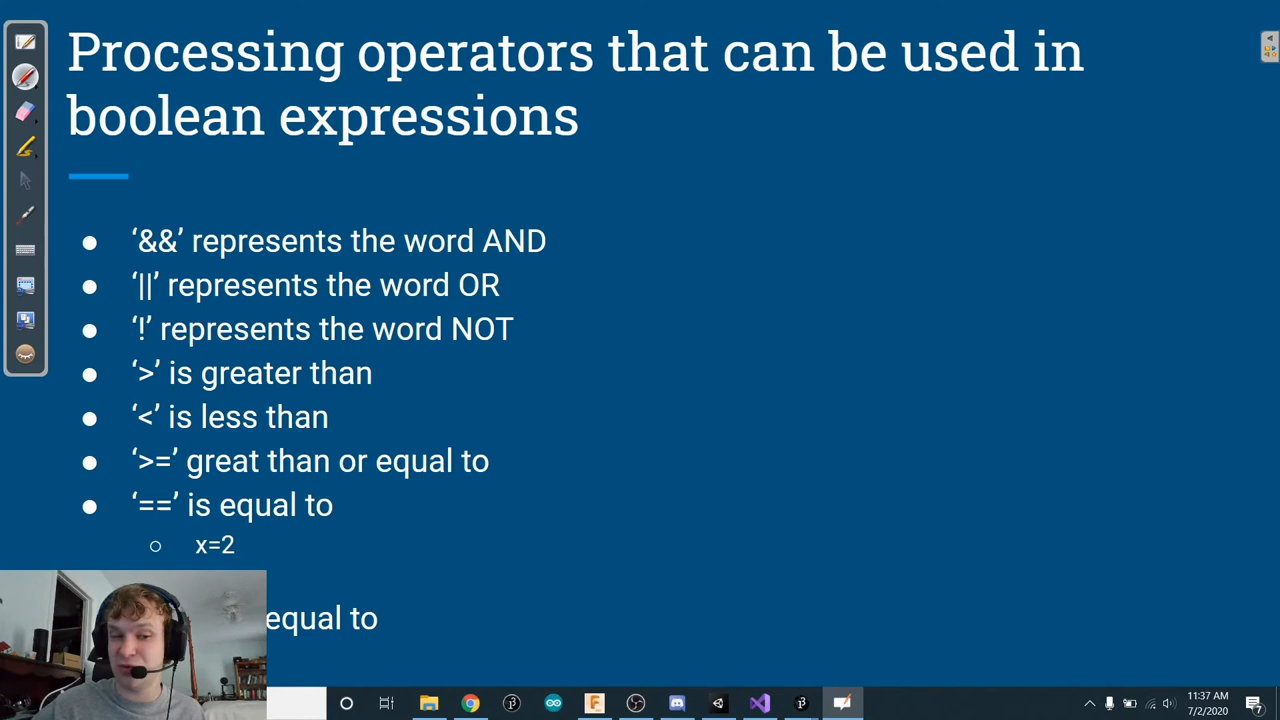 Processing operators that can be used in
boolean expressions
● ‘&&’ represents the word AND
● ‘||’ represents the word OR
● ‘!’ represents the word NOT
● ‘>’ is greater than
● ‘<’ is less than
● ‘>=’ great than or equal to
● ‘==’ is equal to
○ x=2
equal to
11:37 AM
7/2/2020
7